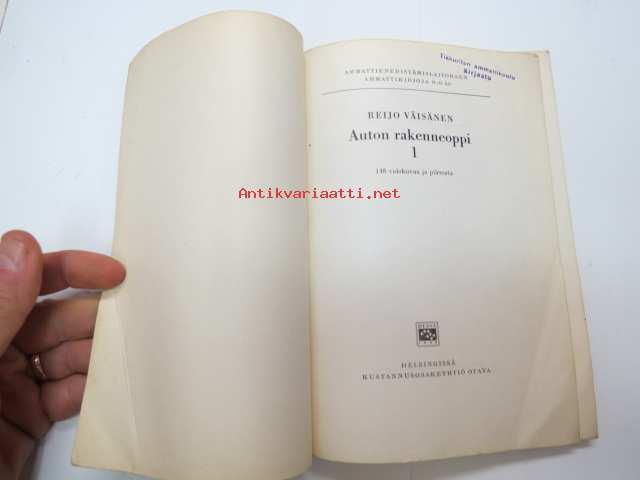 Tikkurilan ammattikoulu
Kirjasto
AMMATTIENEDISTÄMISLAITOKSEN
AMMATTIKIRJOJA
REIJO VÄISÄNEN
Auton rakenneoppi
1
148 valokuvaa ja piirrosta
Antikvariaatti.net
HELSINGISSÄ
KUSTANNUSOSAKEYHTIÖ OTAVA